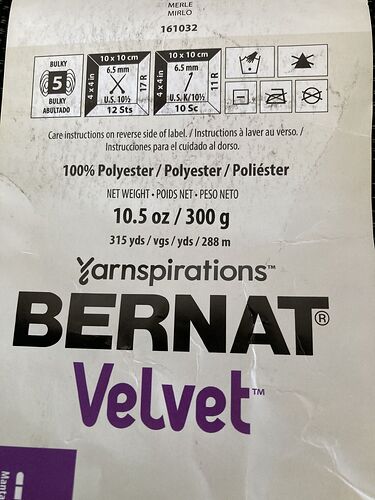 MERLE
MIRLO
161032
BULKY
5
BULKY
ABULTADO
10 x 10 cm
4 x 4 in
6.5 mm
17 R
U.S. 10½
12 Sts
10 x 10 cm
4 x 4 in
6.5 mm
11 R
U.S. K/10½
10 Sc
Care instructions on reverse side of label. / Instructions à laver au verso. /
Instrucciones para el cuidado al dorso.
100% Polyester / Polyester / Poliéster
NET WEIGHT • POIDS NET • PESO NETO
10.5 oz / 300 g
315 yds / vgs / yds / 288 m
Yarnspirations™
BERNAT®
Velvet™
Manta